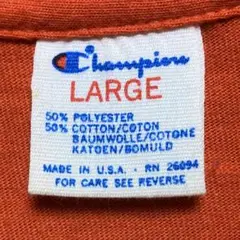 Champion
LARGE
50% POLYESTER
50% COTTON/COTON
BAUMWOLLE/COTONE
KATOEN/BOMULD
MADE IN U.S.A. - RN 26094
FOR CARE SEE REVERSE